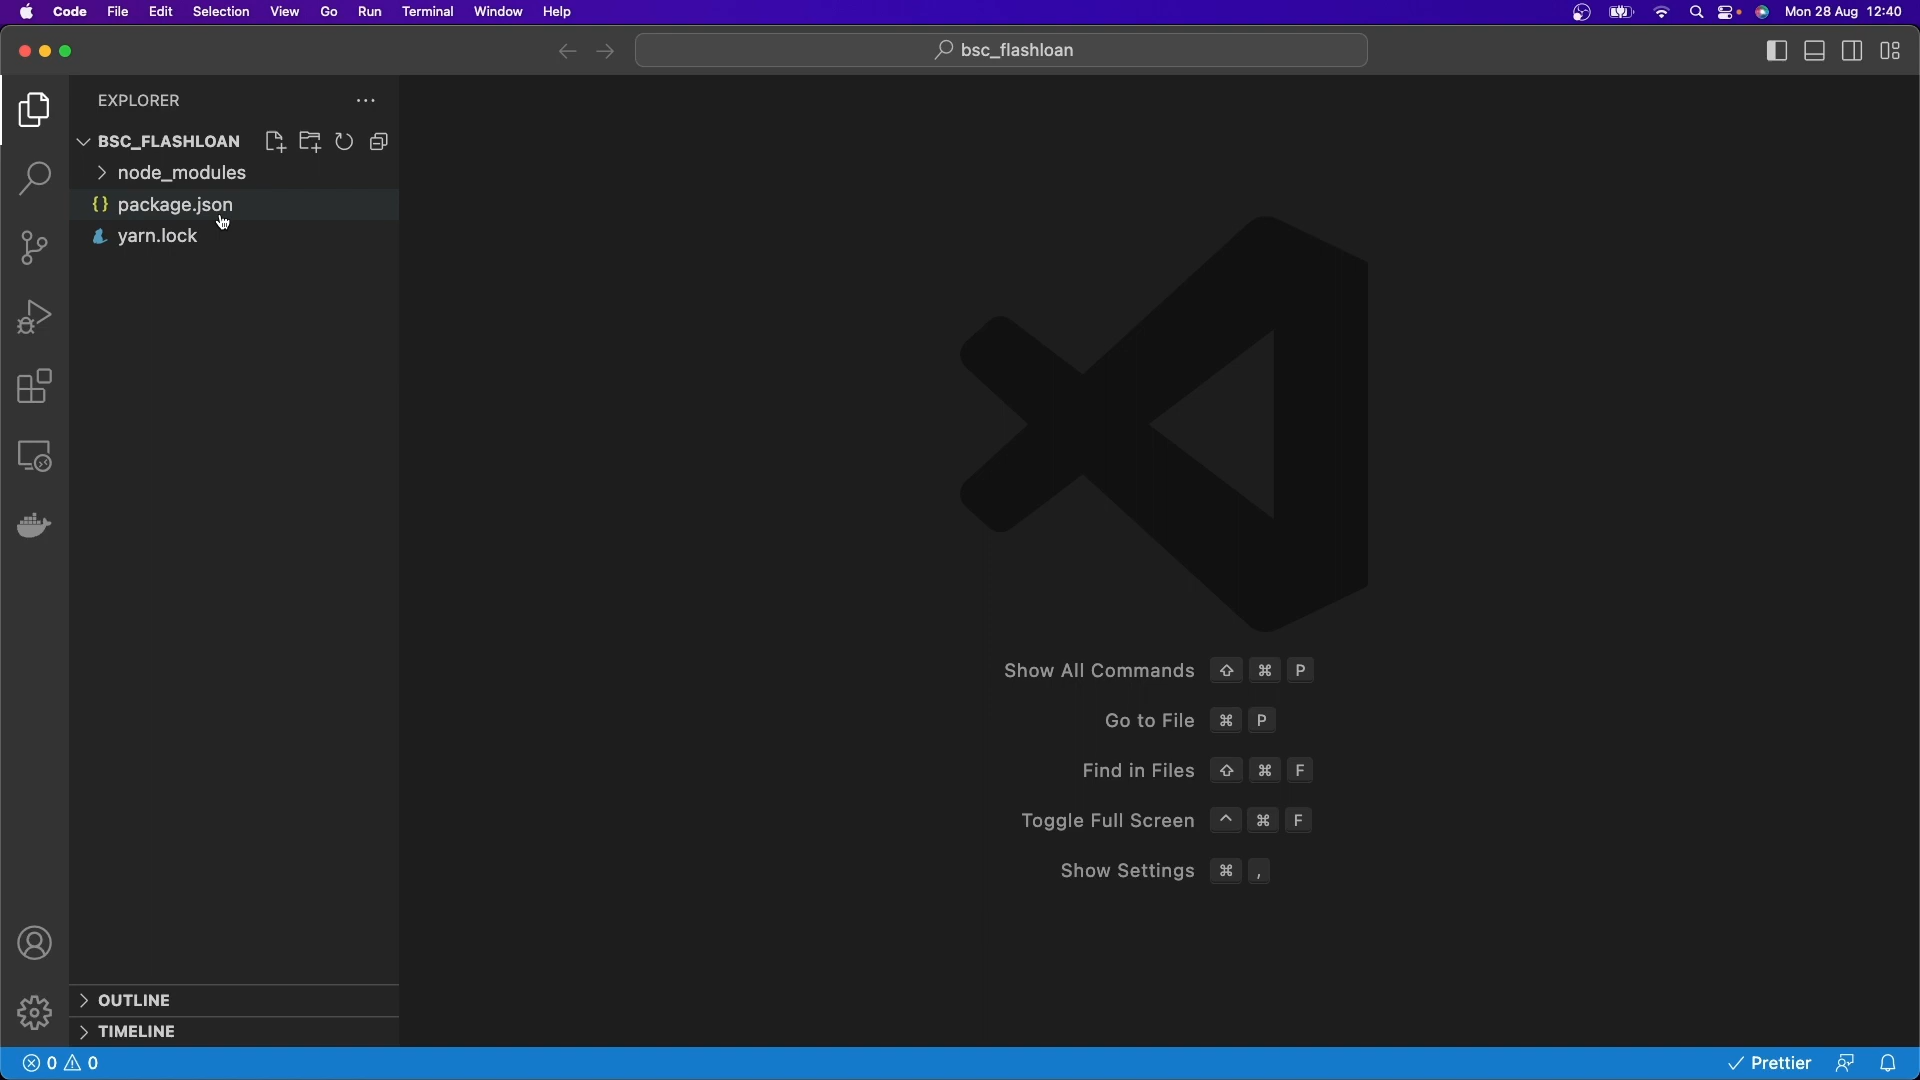 Code File Edit Selection View Go Run Terminal Window Help Mon 28 Aug 12:40
bsc_flashloan
EXPLORER
BSC_FLASHLOAN
node_modules
{} package.json
yarn.lock
Show All Commands ⇧ ⌘ P
Go to File ⌘ P
Find in Files ⇧ ⌘ F
Toggle Full Screen ^ ⌘ F
Show Settings ⌘ ,
OUTLINE
TIMELINE
0 0 Prettier